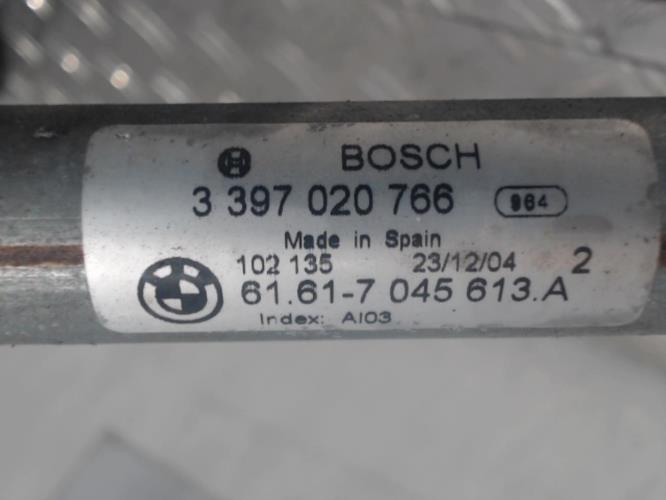 BOSCH
3 397 020 766 964
Made in Spain
102 135 23/12/04 2
61.61-7 045 613.A
Index: AI03